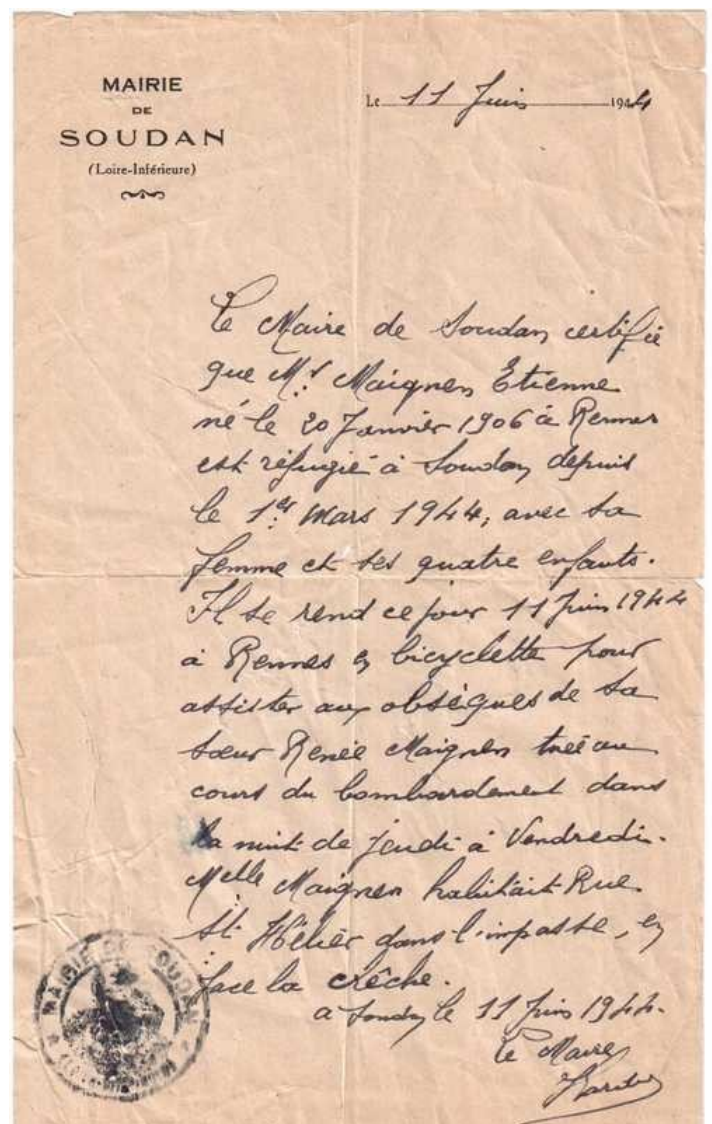 MAIRIE
DE
SOUDAN
(Loire-Inférieure)
Le 11 Juin 1944
Le Maire de Soudan certifie
que Mr Maignen Etienne
né le 20 Janvier 1906 à Rennes
est réfugié à Soudan depuis
le 1er Mars 1944, avec sa
femme et ses quatre enfants.
Il se rend ce jour 11 Juin 1944
à Rennes en bicyclette pour
assister aux obsèques de sa
sœur Renée Maignen tuée au
cours du bombardement dans
la nuit de jeudi à Vendredi.
Melle Maignen habitait Rue
St Hélier dans l'impasse, en
face la crèche.
a Soudan le 11 Juin 1944.
Le Maire
MAIRIE DE SOUDAN